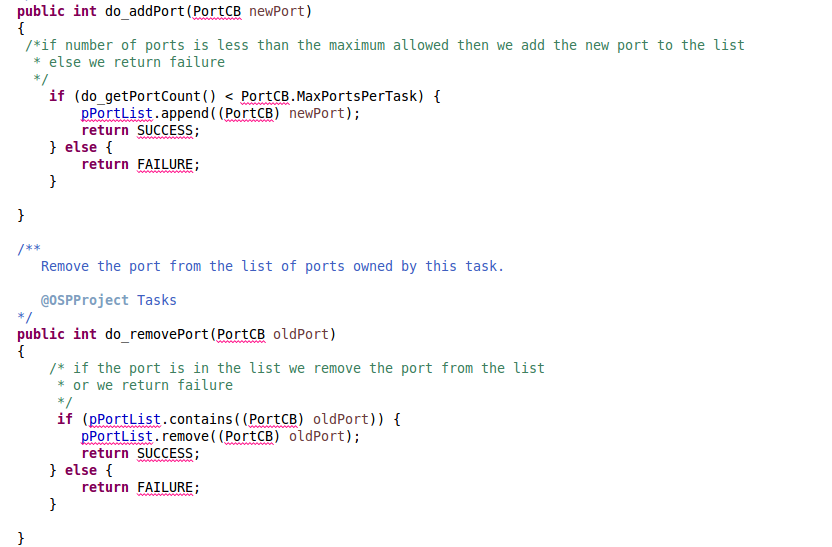 public int do_addPort(PortCB newPort)
{
/*if number of ports is less than the maximum allowed then we add the new port to the list
* else we return failure
*/
if (do_getPortCount() < PortCB.MaxPortsPerTask) {
pPortList.append((PortCB) newPort);
return SUCCESS;
} else {
return FAILURE;
}
}
/**
Remove the port from the list of ports owned by this task.
@OSPProject Tasks
*/
public int do_removePort(PortCB oldPort)
{
/* if the port is in the list we remove the port from the list
* or we return failure
*/
if (pPortList.contains((PortCB) oldPort)) {
pPortList.remove((PortCB) oldPort);
return SUCCESS;
} else {
return FAILURE;
}
}